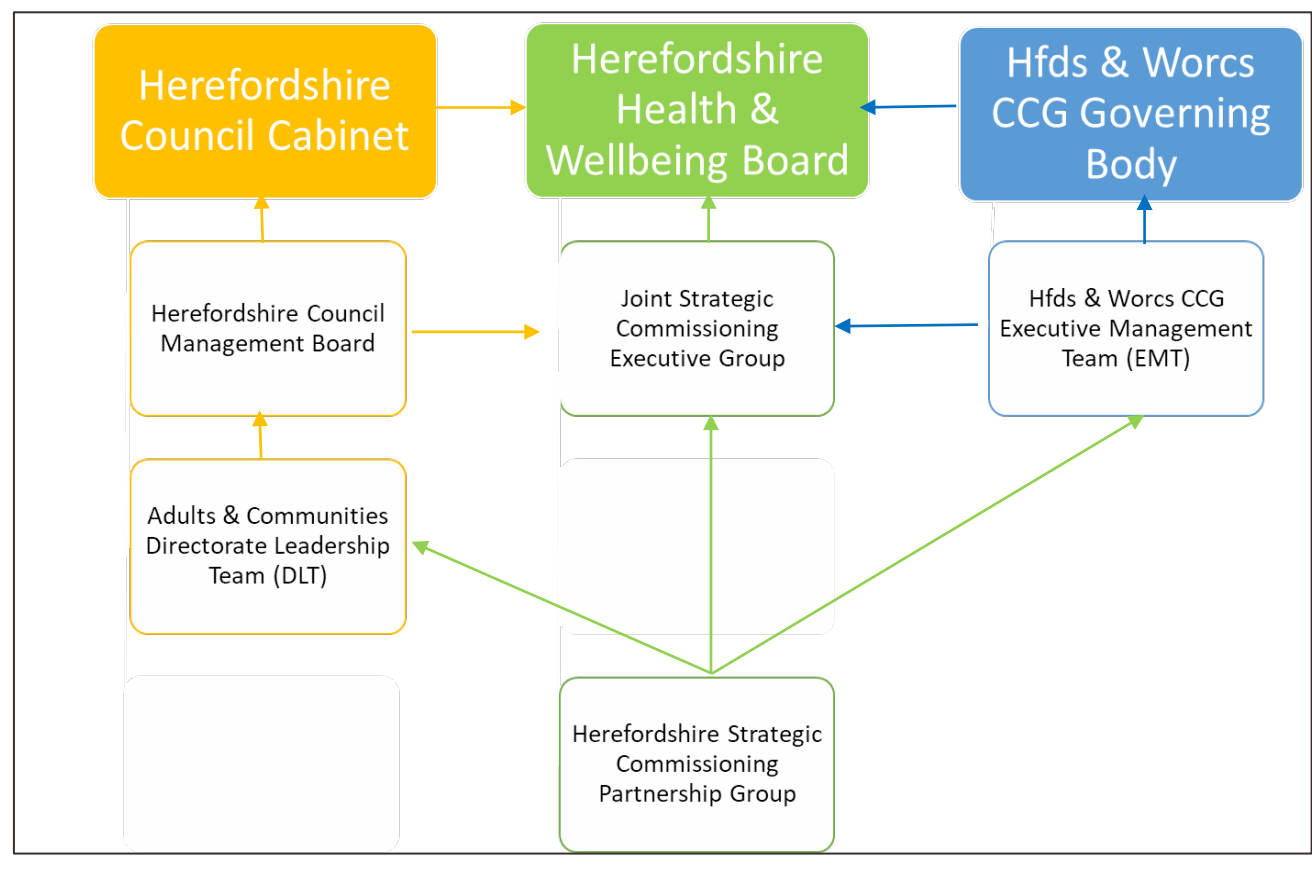 Herefordshire
Council Cabinet
Herefordshire
Health &
Wellbeing Board
Hfds & Worcs
CCG Governing
Body
Herefordshire Council
Management Board
Joint Strategic
Commissioning
Executive Group
Hfds & Worcs CCG
Executive Management
Team (EMT)
Adults & Communities
Directorate Leadership
Team (DLT)
Herefordshire Strategic
Commissioning
Partnership Group